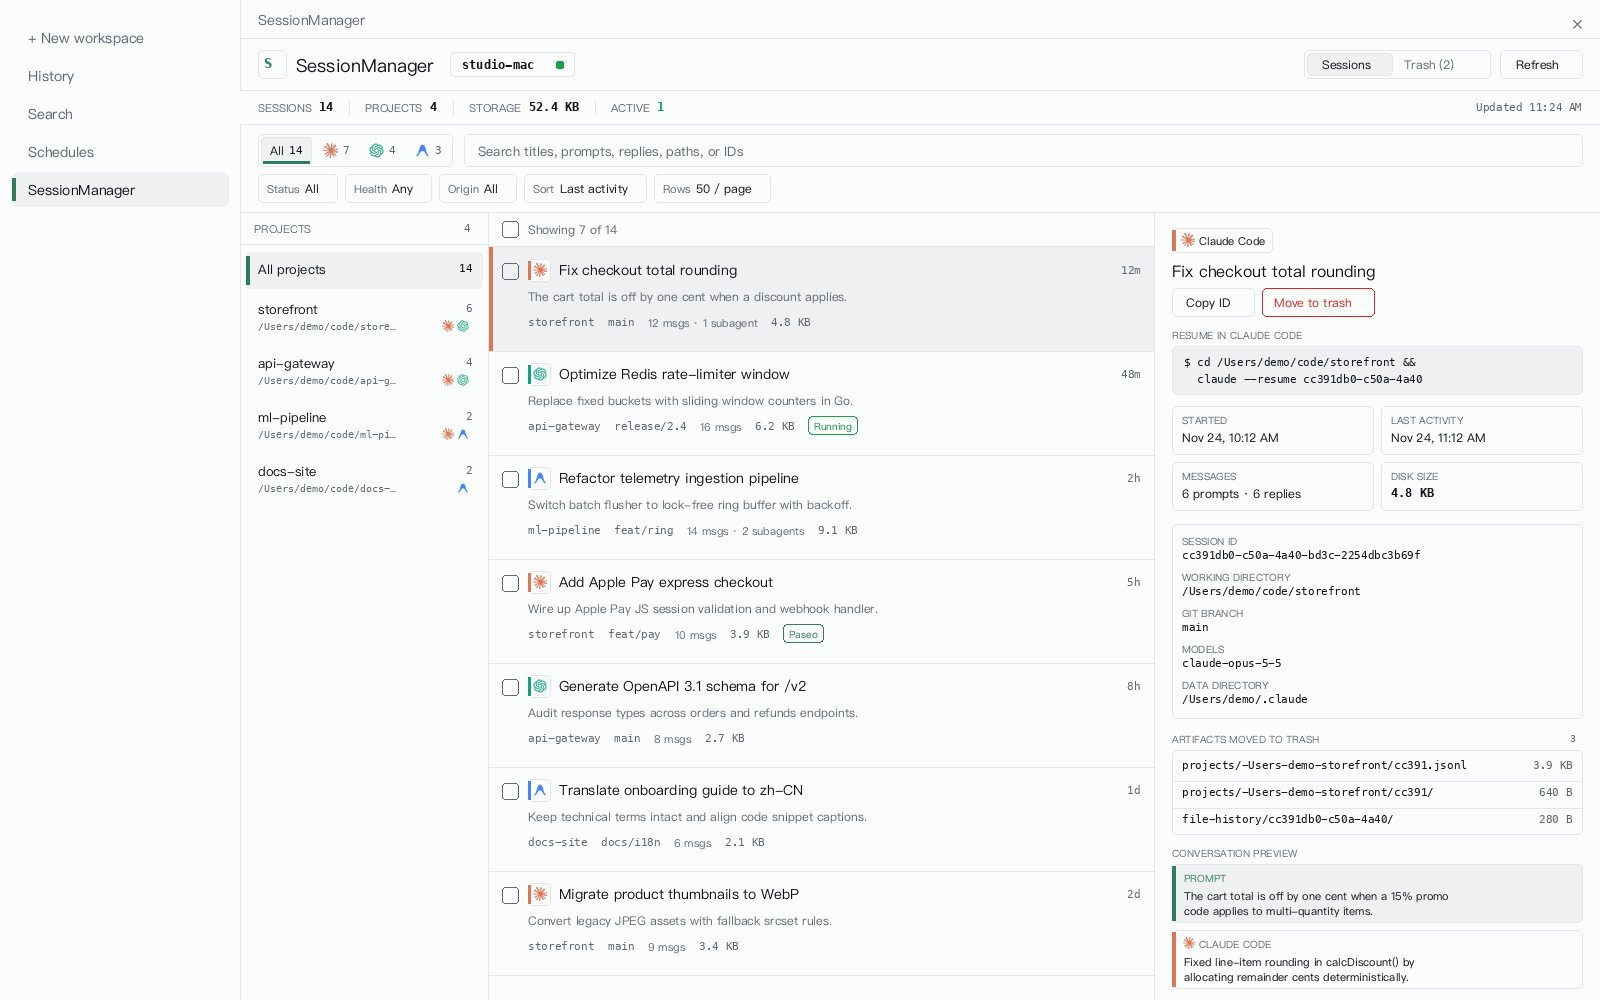 + New workspace
History
Search
Schedules
SessionManager
SessionManager
×
S SessionManager studio-mac
Sessions Trash (2) Refresh
SESSIONS 14 PROJECTS 4 STORAGE 52.4 KB ACTIVE 1
Updated 11:24 AM
All 14 7 4 3
Search titles, prompts, replies, paths, or IDs
Status All Health Any Origin All Sort Last activity Rows 50 / page
PROJECTS 4
All projects 14
storefront 6
/Users/demo/code/store…
api-gateway 4
/Users/demo/code/api-g…
ml-pipeline 2
/Users/demo/code/ml-pi…
docs-site 2
/Users/demo/code/docs-…
Showing 7 of 14
Fix checkout total rounding 12m
The cart total is off by one cent when a discount applies.
storefront main 12 msgs · 1 subagent 4.8 KB
Optimize Redis rate-limiter window 48m
Replace fixed buckets with sliding window counters in Go.
api-gateway release/2.4 16 msgs 6.2 KB Running
Refactor telemetry ingestion pipeline 2h
Switch batch flusher to lock-free ring buffer with backoff.
ml-pipeline feat/ring 14 msgs · 2 subagents 9.1 KB
Add Apple Pay express checkout 5h
Wire up Apple Pay JS session validation and webhook handler.
storefront feat/pay 10 msgs 3.9 KB Paseo
Generate OpenAPI 3.1 schema for /v2 8h
Audit response types across orders and refunds endpoints.
api-gateway main 8 msgs 2.7 KB
Translate onboarding guide to zh-CN 1d
Keep technical terms intact and align code snippet captions.
docs-site docs/i18n 6 msgs 2.1 KB
Migrate product thumbnails to WebP 2d
Convert legacy JPEG assets with fallback srcset rules.
storefront main 9 msgs 3.4 KB
Claude Code
Fix checkout total rounding
Copy ID Move to trash
RESUME IN CLAUDE CODE
$ cd /Users/demo/code/storefront &&
claude --resume cc391db0-c50a-4a40
STARTED
Nov 24, 10:12 AM
LAST ACTIVITY
Nov 24, 11:12 AM
MESSAGES
6 prompts · 6 replies
DISK SIZE
4.8 KB
SESSION ID
cc391db0-c50a-4a40-bd3c-2254dbc3b69f
WORKING DIRECTORY
/Users/demo/code/storefront
GIT BRANCH
main
MODELS
claude-opus-5-5
DATA DIRECTORY
/Users/demo/.claude
ARTIFACTS MOVED TO TRASH 3
projects/-Users-demo-storefront/cc391.jsonl 3.9 KB
projects/-Users-demo-storefront/cc391/ 640 B
file-history/cc391db0-c50a-4a40/ 280 B
CONVERSATION PREVIEW
PROMPT
The cart total is off by one cent when a 15% promo
code applies to multi-quantity items.
CLAUDE CODE
Fixed line-item rounding in calcDiscount() by
allocating remainder cents deterministically.